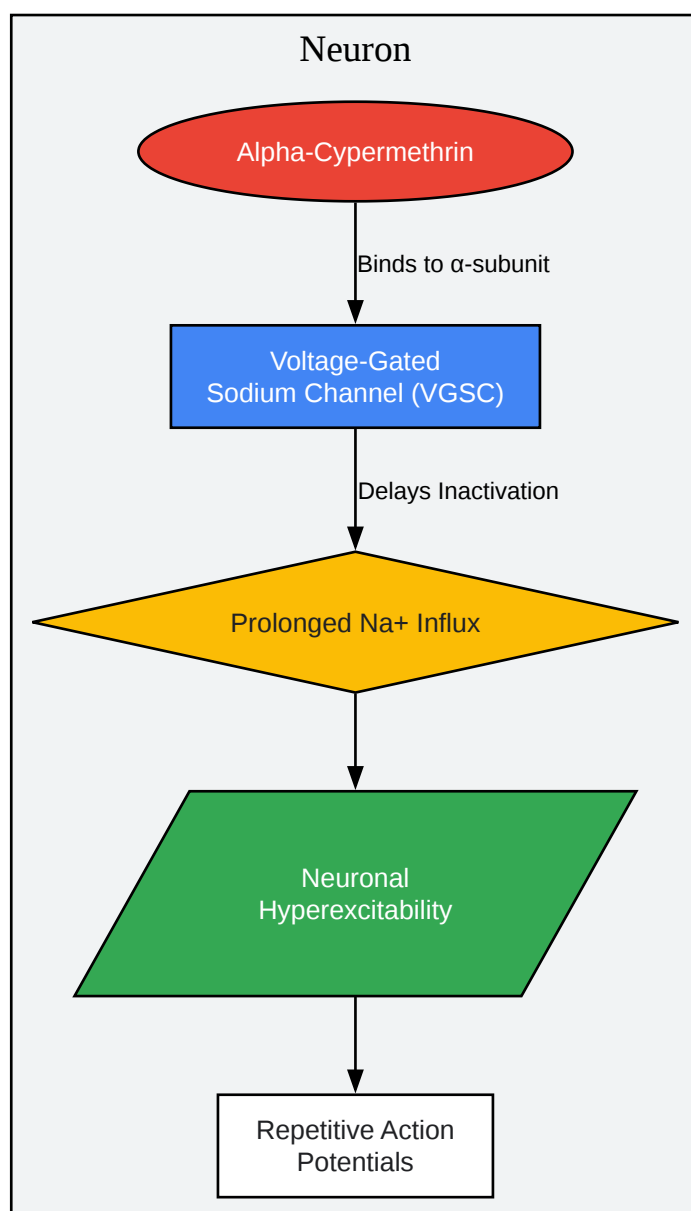 Neuron
Alpha-Cypermethrin
Binds to α-subunit
Voltage-Gated
Sodium Channel (VGSC)
Delays Inactivation
Prolonged Na+ Influx
Neuronal
Hyperexcitability
Repetitive Action
Potentials